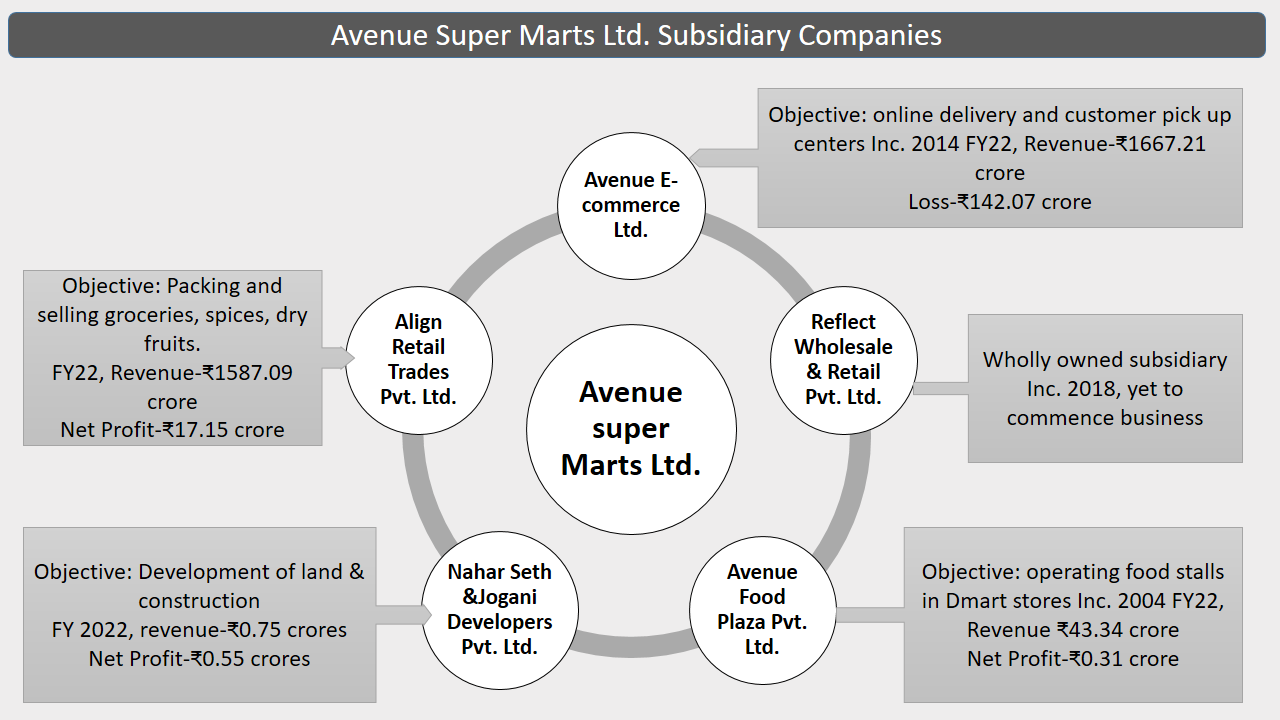 Avenue Super Marts Ltd. Subsidiary Companies
Objective: online delivery and customer pick up
centers Inc. 2014 FY22, Revenue-₹1667.21
crore
Loss-₹142.07 crore
Avenue E-
commerce
Ltd.
Objective: Packing and
selling groceries, spices, dry
fruits.
FY22, Revenue-₹1587.09
crore
Net Profit-₹17.15 crore
Align
Retail
Trades
Pvt. Ltd.
Reflect
Wholesale
& Retail
Pvt. Ltd.
Wholly owned subsidiary
Inc. 2018, yet to
commence business
Avenue
super
Marts Ltd.
Objective: Development of land &
construction
FY 2022, revenue-₹0.75 crores
Net Profit-₹0.55 crores
Nahar Seth
&Jogani
Developers
Pvt. Ltd.
Avenue
Food
Plaza Pvt.
Ltd.
Objective: operating food stalls
in Dmart stores Inc. 2004 FY22,
Revenue ₹43.34 crore
Net Profit-₹0.31 crore